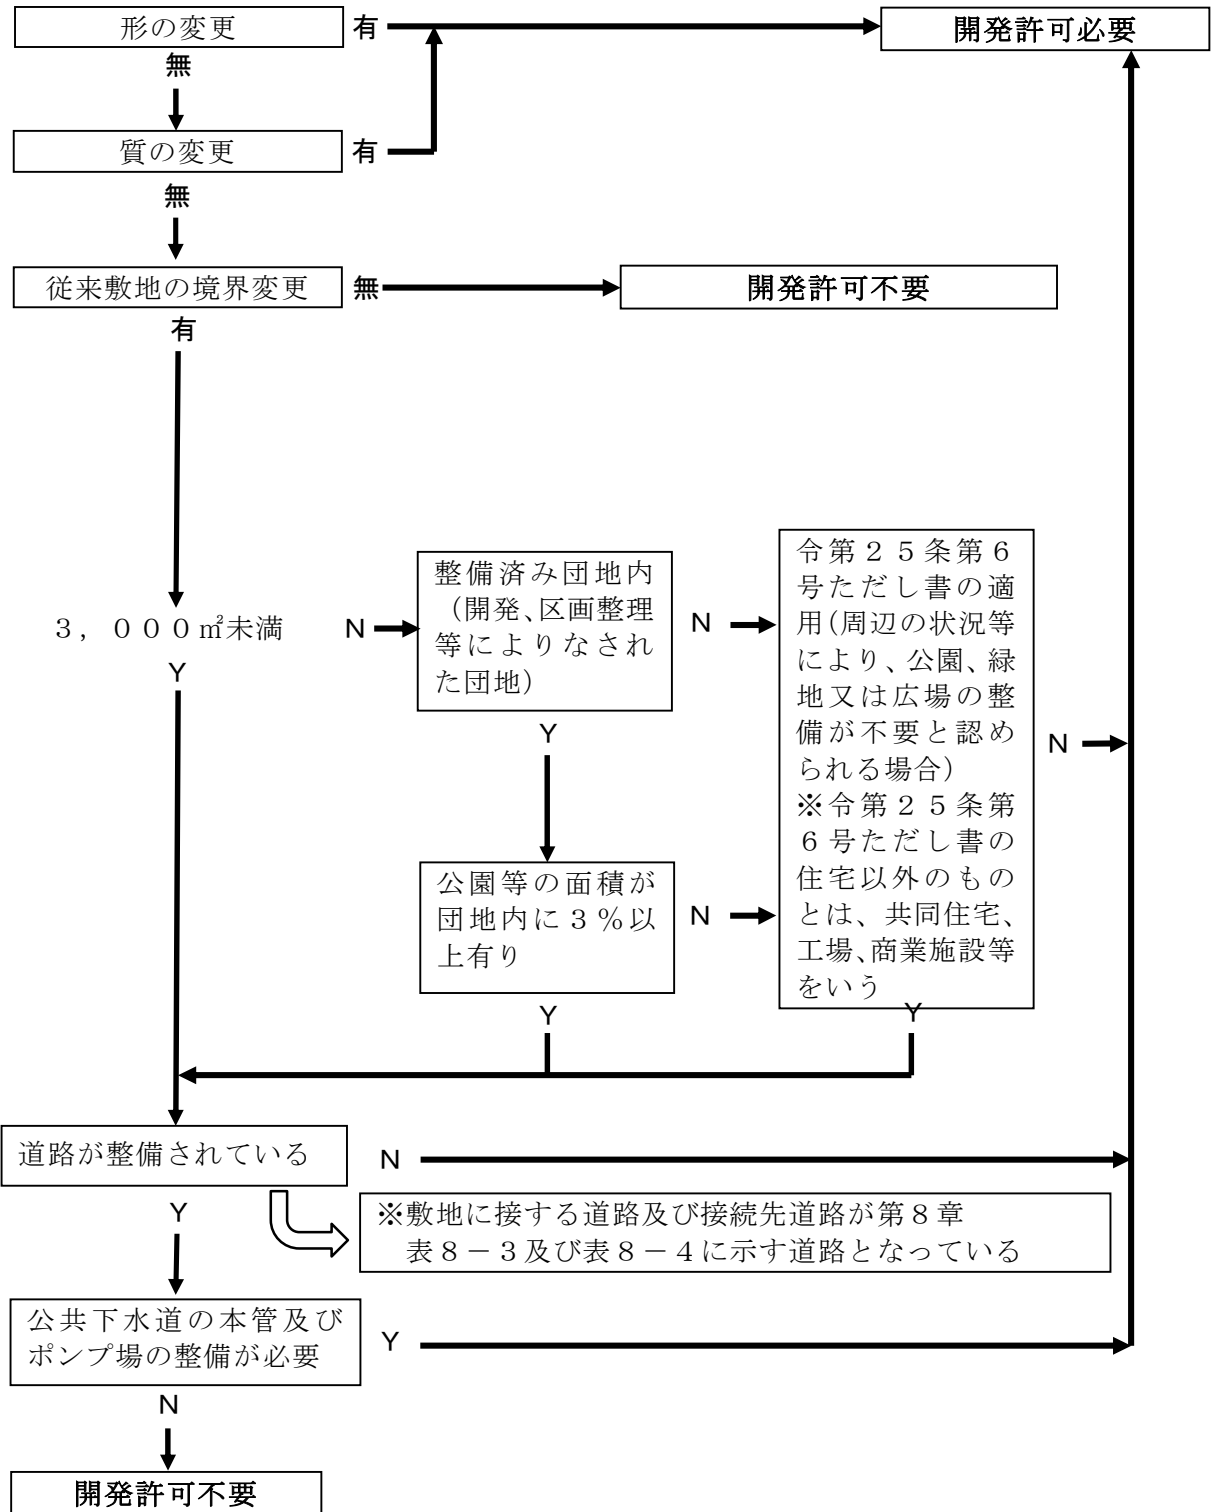 形の変更
有
開発許可必要
無
質の変更
有
無
従来敷地の境界変更
無
開発許可不要
有
３，０００㎡未満
N
整備済み団地内
（開発、区画整理
等によりなされ
た団地）
N
令第２５条第６
号ただし書の適
用（周辺の状況等
により、公園、緑
地又は広場の整
備が不要と認め
られる場合）
※令第２５条第
６号ただし書の
住宅以外のもの
とは、共同住宅、
工場、商業施設等
をいう
N
Y
Y
公園等の面積が
団地内に３％以
上有り
N
Y
Y
道路が整備されている
N
Y
※敷地に接する道路及び接続先道路が第８章
表８－３及び表８－４に示す道路となっている
公共下水道の本管及び
ポンプ場の整備が必要
Y
N
開発許可不要